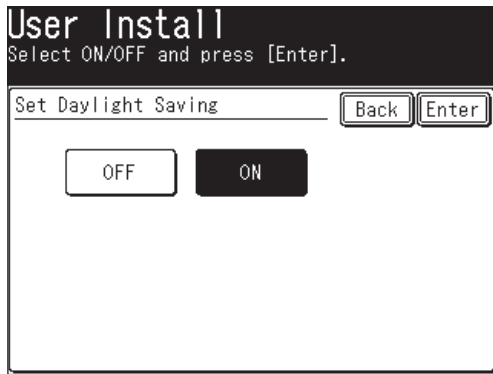 User Install
Select ON/OFF and press [Enter].
Set Daylight Saving Back Enter
OFF ON